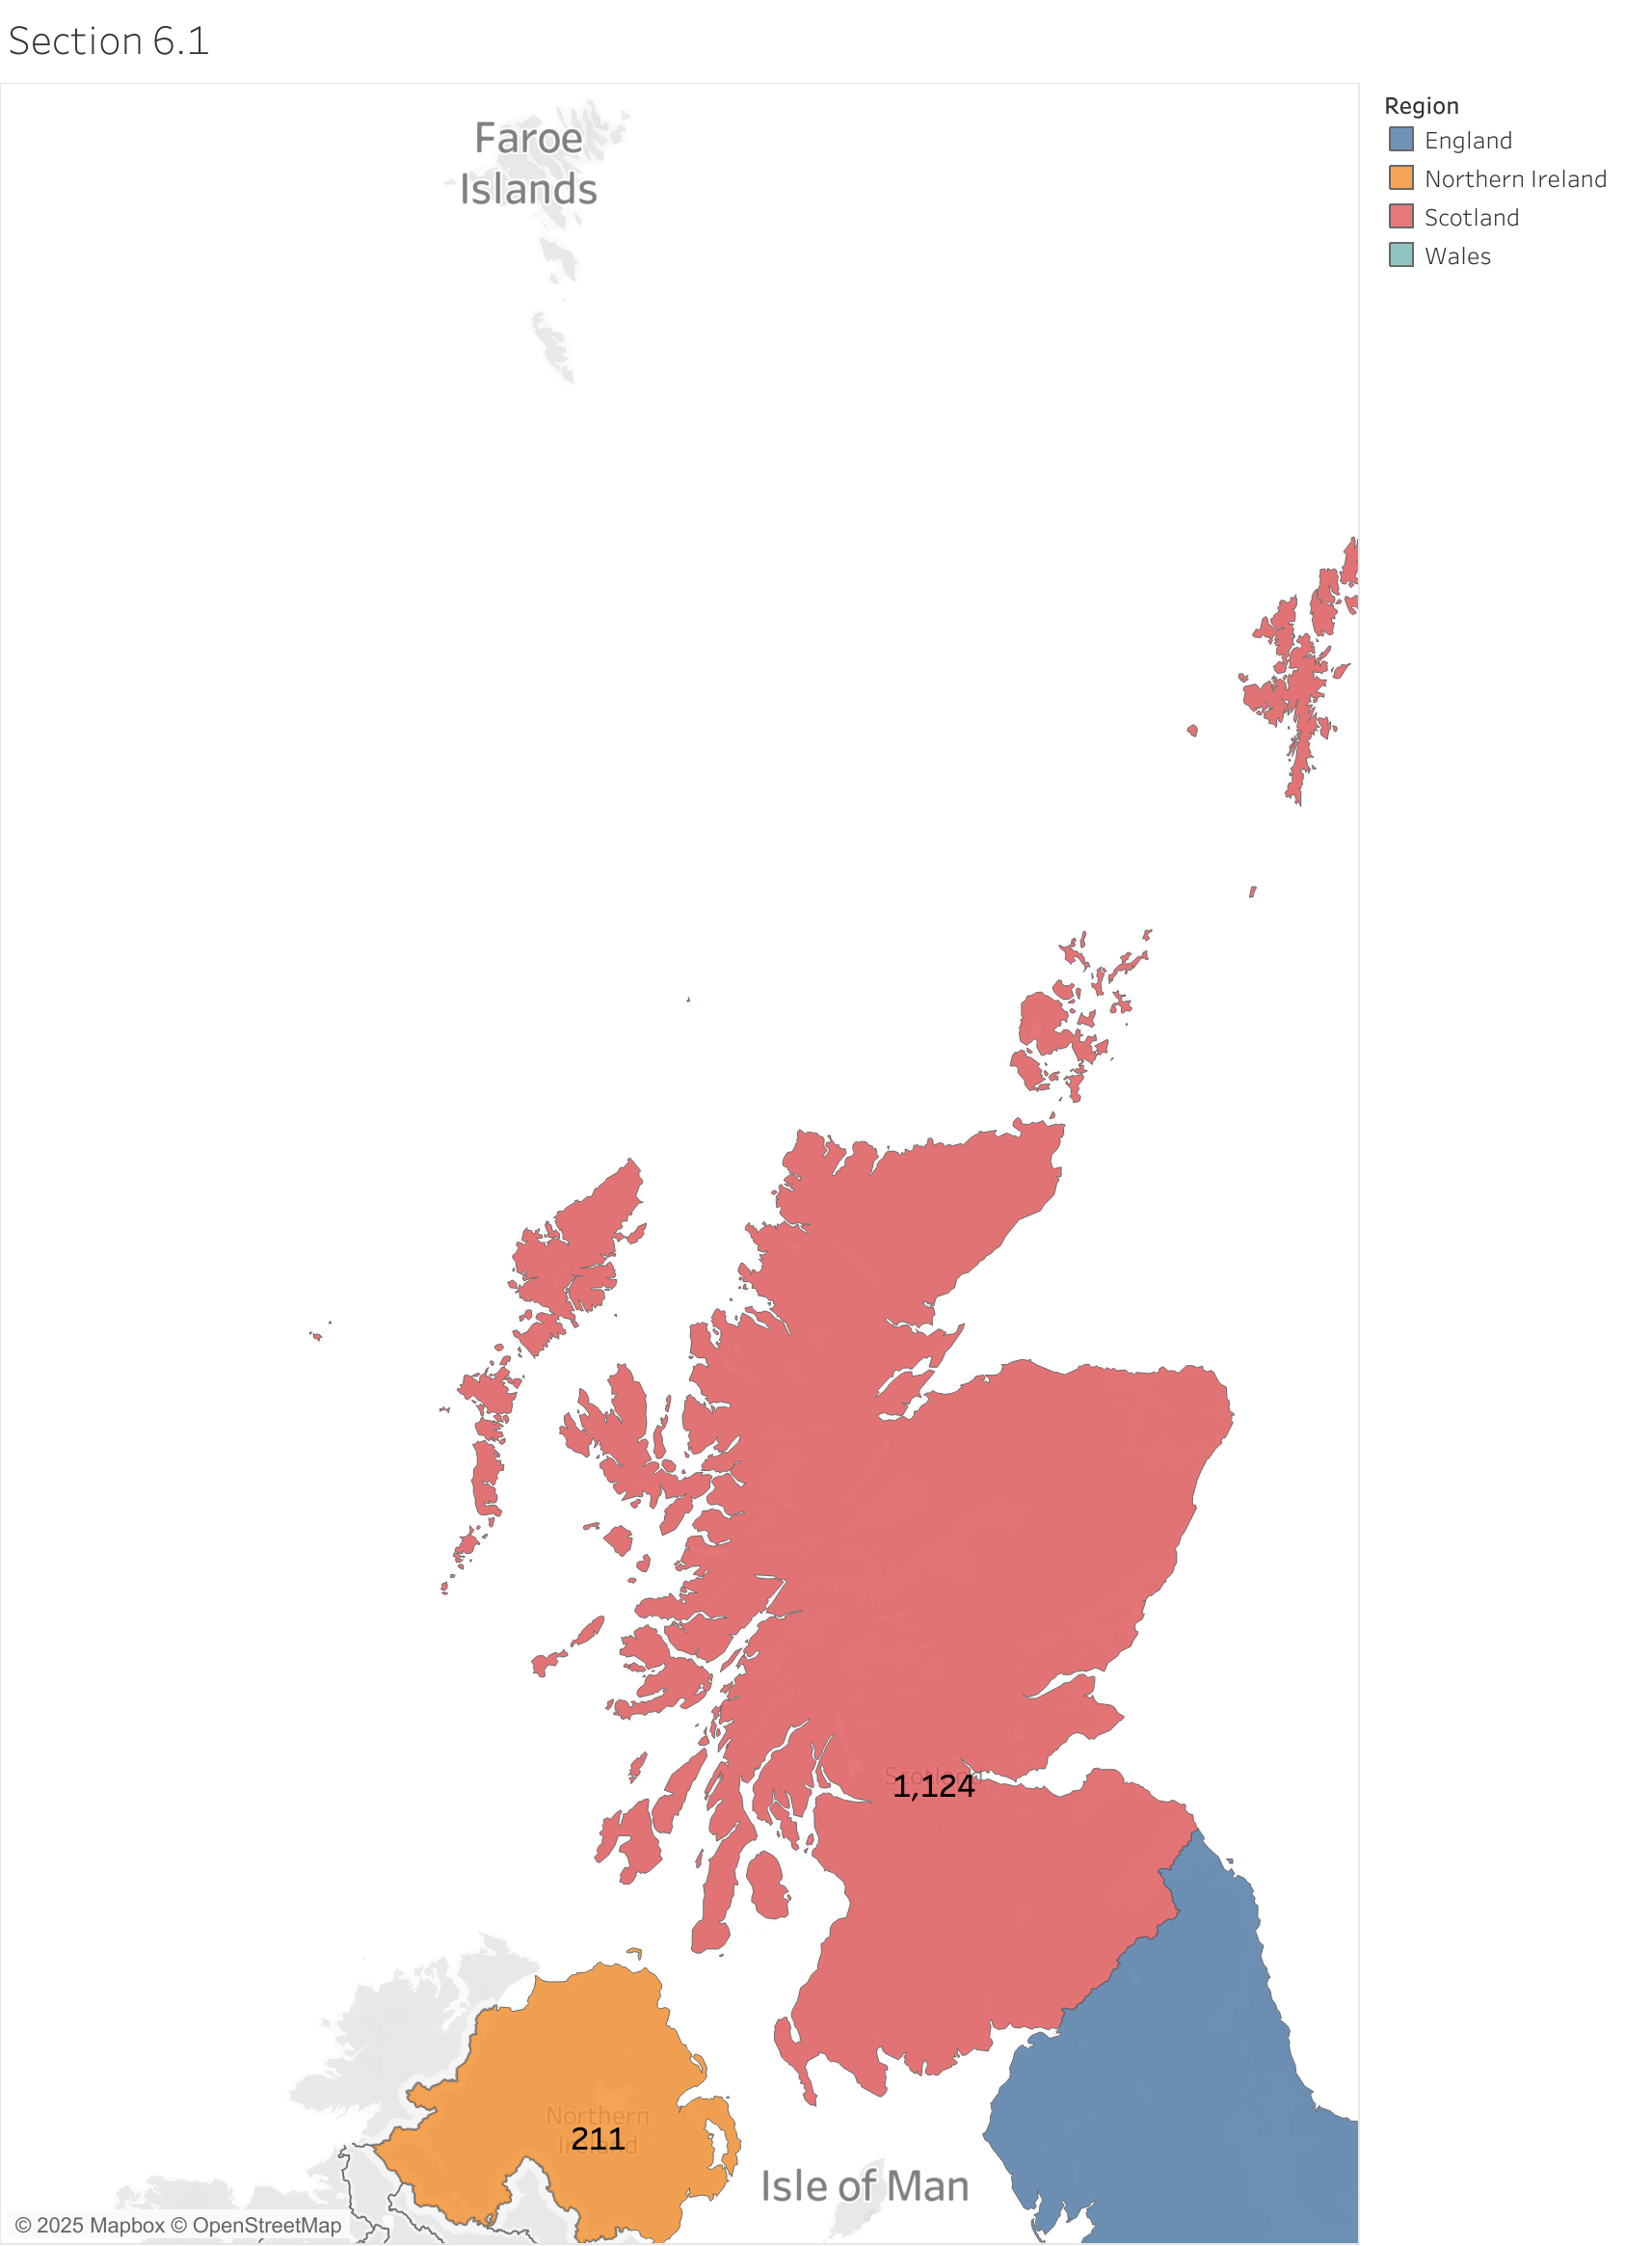 Section 6.1
Faroe
Islands
Region
England
Northern Ireland
Scotland
Wales
Scotland
1,124
Northern
Ireland
211
Isle of Man
© 2025 Mapbox © OpenStreetMap